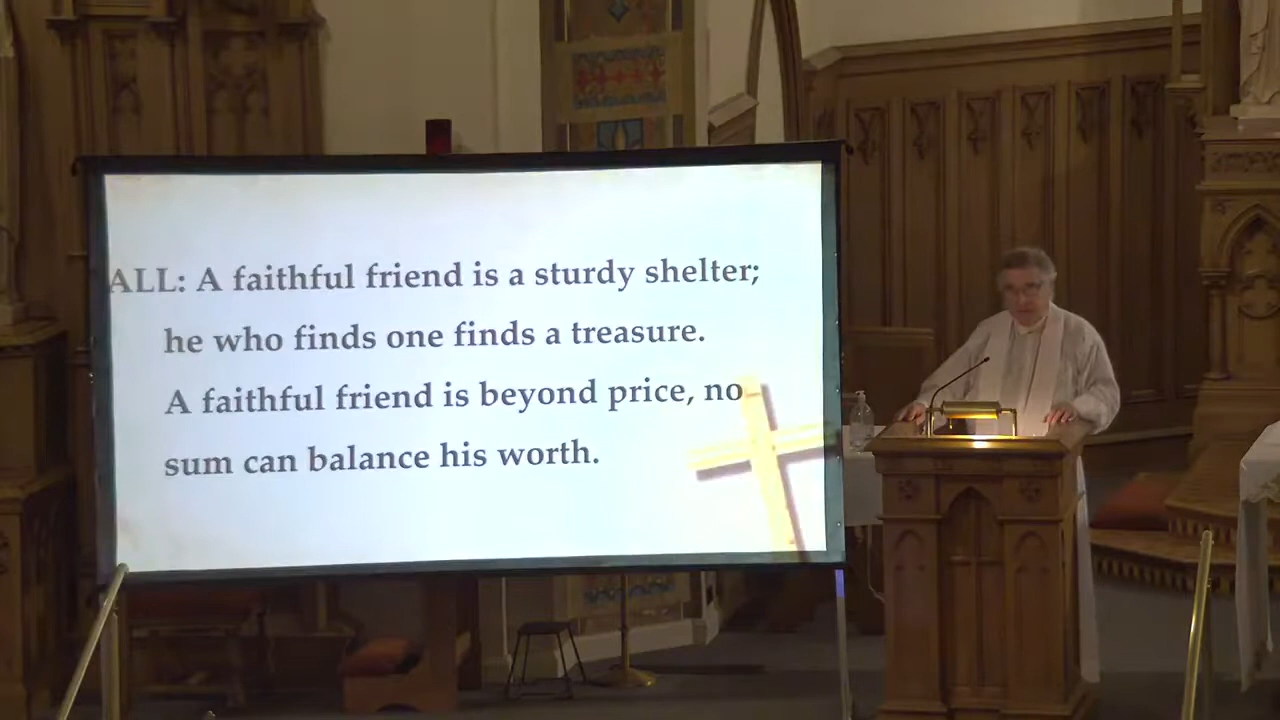 ALL: A faithful friend is a sturdy shelter;
he who finds one finds a treasure.
A faithful friend is beyond price, no
sum can balance his worth.